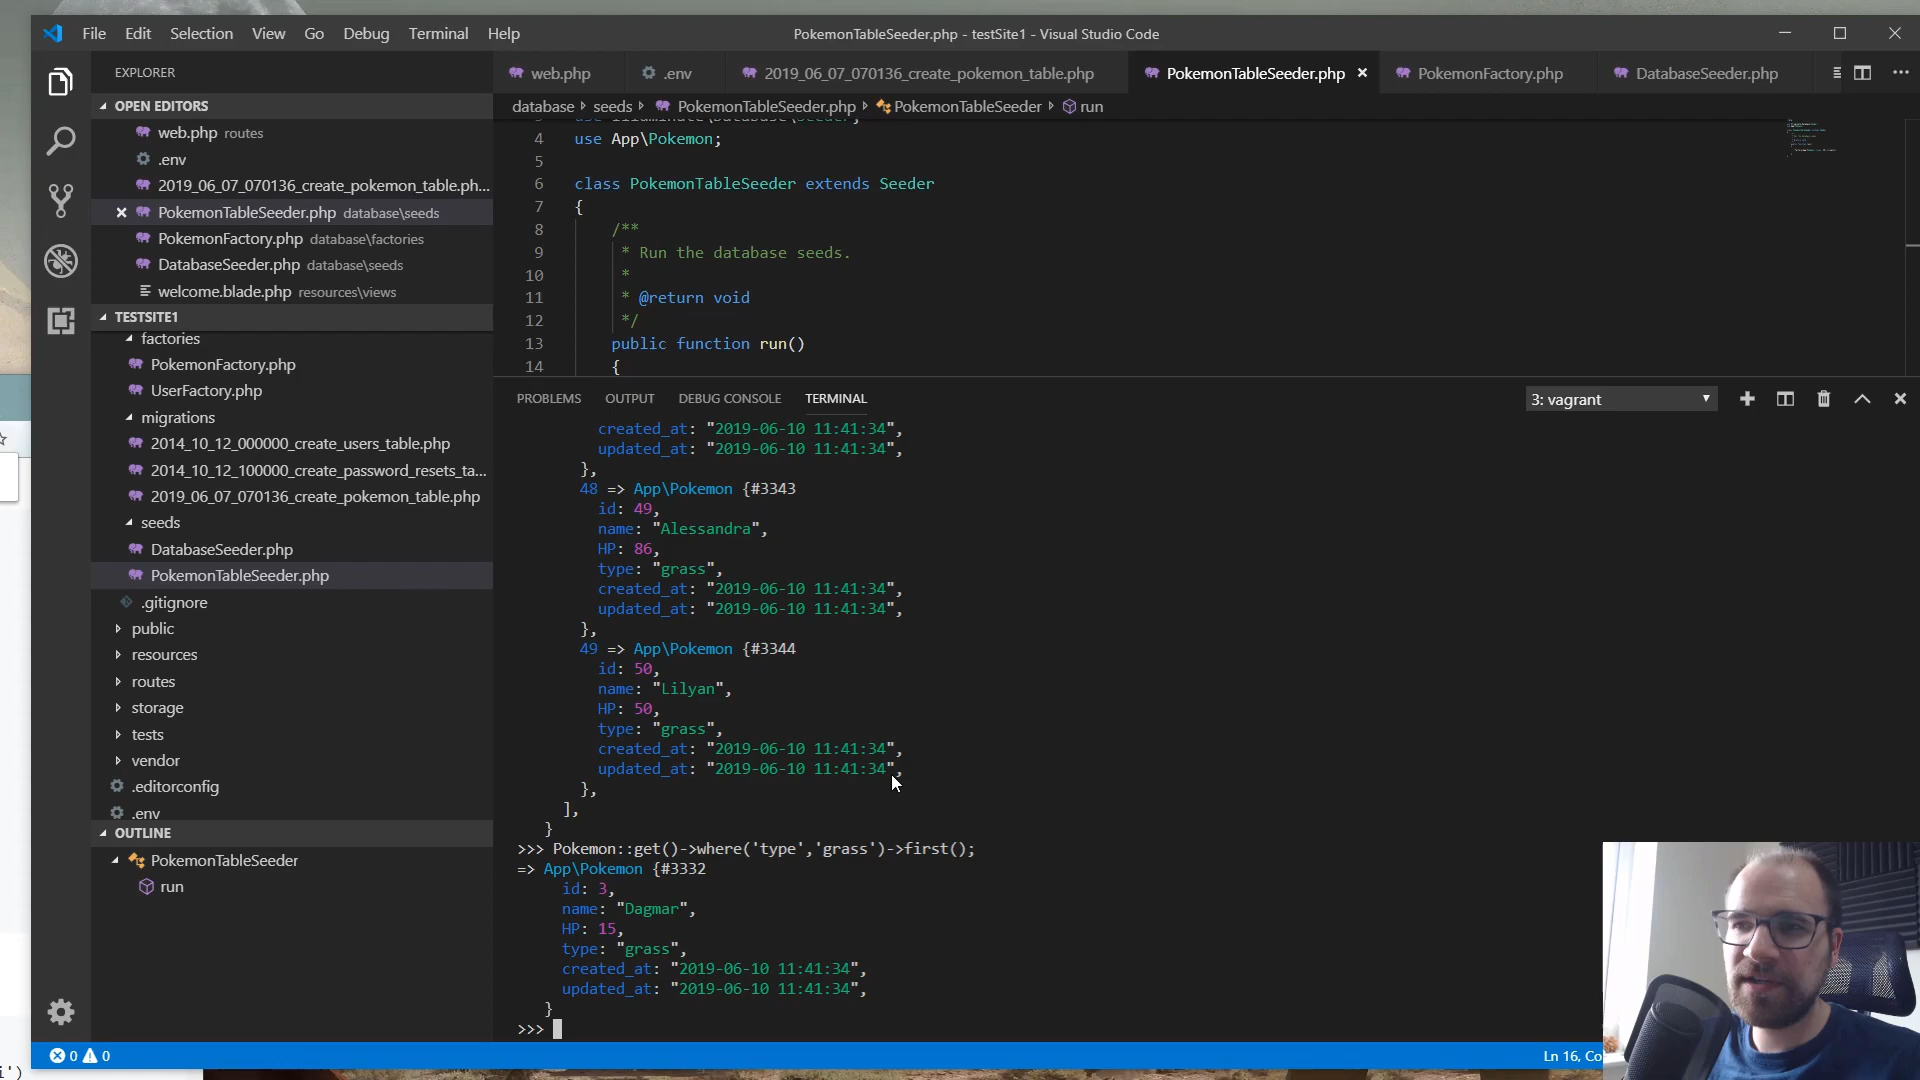 File Edit Selection View Go Debug Terminal Help
PokemonTableSeeder.php - testSite1 - Visual Studio Code
EXPLORER
OPEN EDITORS
web.php routes
.env
2019_06_07_070136_create_pokemon_table.ph...
PokemonTableSeeder.php database\seeds
PokemonFactory.php database\factories
DatabaseSeeder.php database\seeds
welcome.blade.php resources\views
TESTSITE1
factories
PokemonFactory.php
UserFactory.php
migrations
2014_10_12_000000_create_users_table.php
2014_10_12_100000_create_password_resets_ta...
2019_06_07_070136_create_pokemon_table.php
seeds
DatabaseSeeder.php
PokemonTableSeeder.php
.gitignore
public
resources
routes
storage
tests
vendor
.editorconfig
.env
OUTLINE
PokemonTableSeeder
run
web.php .env 2019_06_07_070136_create_pokemon_table.php PokemonTableSeeder.php PokemonFactory.php DatabaseSeeder.php
database seeds PokemonTableSeeder.php PokemonTableSeeder run
3 use Illuminate\Database\Seeder;
4 use App\Pokemon;
5
6 class PokemonTableSeeder extends Seeder
7 {
8 /**
9 * Run the database seeds.
10 *
11 * @return void
12 */
13 public function run()
14 {
PROBLEMS OUTPUT DEBUG CONSOLE TERMINAL 3: vagrant
created_at: "2019-06-10 11:41:34",
updated_at: "2019-06-10 11:41:34",
},
48 => App\Pokemon {#3343
id: 49,
name: "Alessandra",
HP: 86,
type: "grass",
created_at: "2019-06-10 11:41:34",
updated_at: "2019-06-10 11:41:34",
},
49 => App\Pokemon {#3344
id: 50,
name: "Lilyan",
HP: 50,
type: "grass",
created_at: "2019-06-10 11:41:34",
updated_at: "2019-06-10 11:41:34",
},
],
}
>>> Pokemon::get()->where('type','grass')->first();
=> App\Pokemon {#3332
id: 3,
name: "Dagmar",
HP: 15,
type: "grass",
created_at: "2019-06-10 11:41:34",
updated_at: "2019-06-10 11:41:34",
}
>>>
0 0
Ln 16, Co
i')